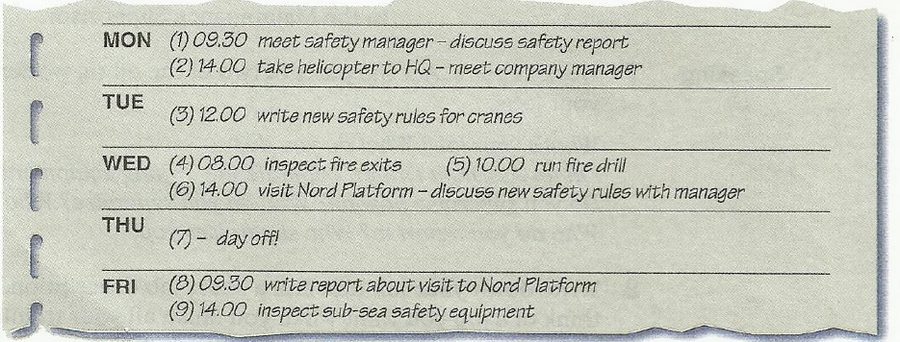 MON (1) 09.30 meet safety manager – discuss safety report
(2) 14.00 take helicopter to HQ – meet company manager
TUE
(3) 12.00 write new safety rules for cranes
WED (4) 08.00 inspect fire exits (5) 10.00 run fire drill
(6) 14.00 visit Nord Platform – discuss new safety rules with manager
THU
(7) – day off!
FRI (8) 09.30 write report about visit to Nord Platform
(9) 14.00 inspect sub-sea safety equipment